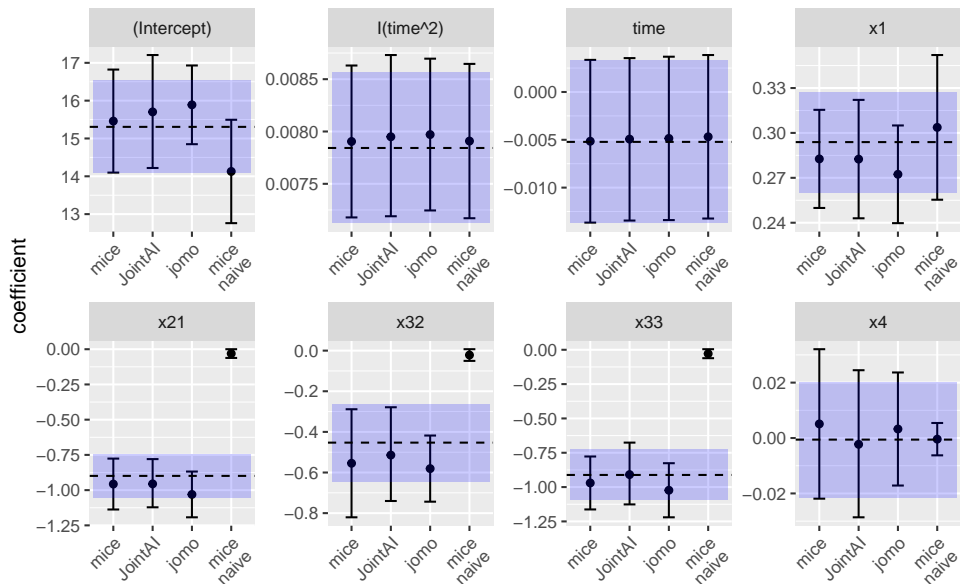 coefficient
(Intercept)
I(time^2)
time
x1
17
16
15
14
13
0.0085
0.0080
0.0075
0.000
−0.005
−0.010
0.33
0.30
0.27
0.24
mice
JointAI
jomo
mice
naive
mice
JointAI
jomo
mice
naive
mice
JointAI
jomo
mice
naive
mice
JointAI
jomo
mice
naive
x21
x32
x33
x4
0.00
−0.25
−0.50
−0.75
−1.00
−1.25
0.0
−0.2
−0.4
−0.6
−0.8
0.00
−0.25
−0.50
−0.75
−1.00
−1.25
0.02
0.00
−0.02
mice
JointAI
jomo
mice
naive
mice
JointAI
jomo
mice
naive
mice
JointAI
jomo
mice
naive
mice
JointAI
jomo
mice
naive